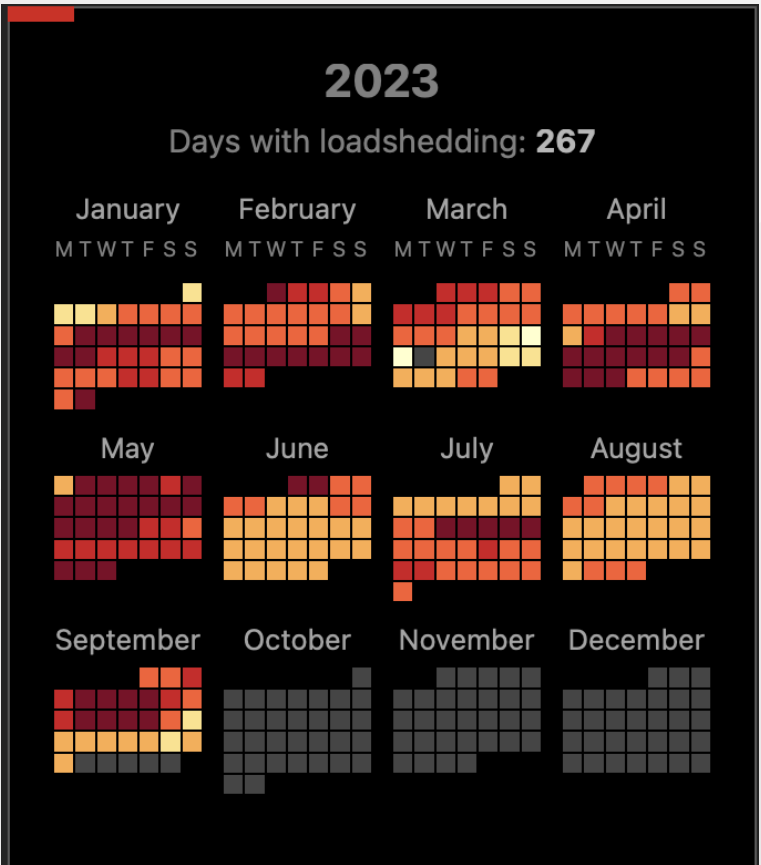 2023
Days with loadshedding: 267
January February March April
M T W T F S S M T W T F S S M T W T F S S M T W T F S S
May June July August
September October November December